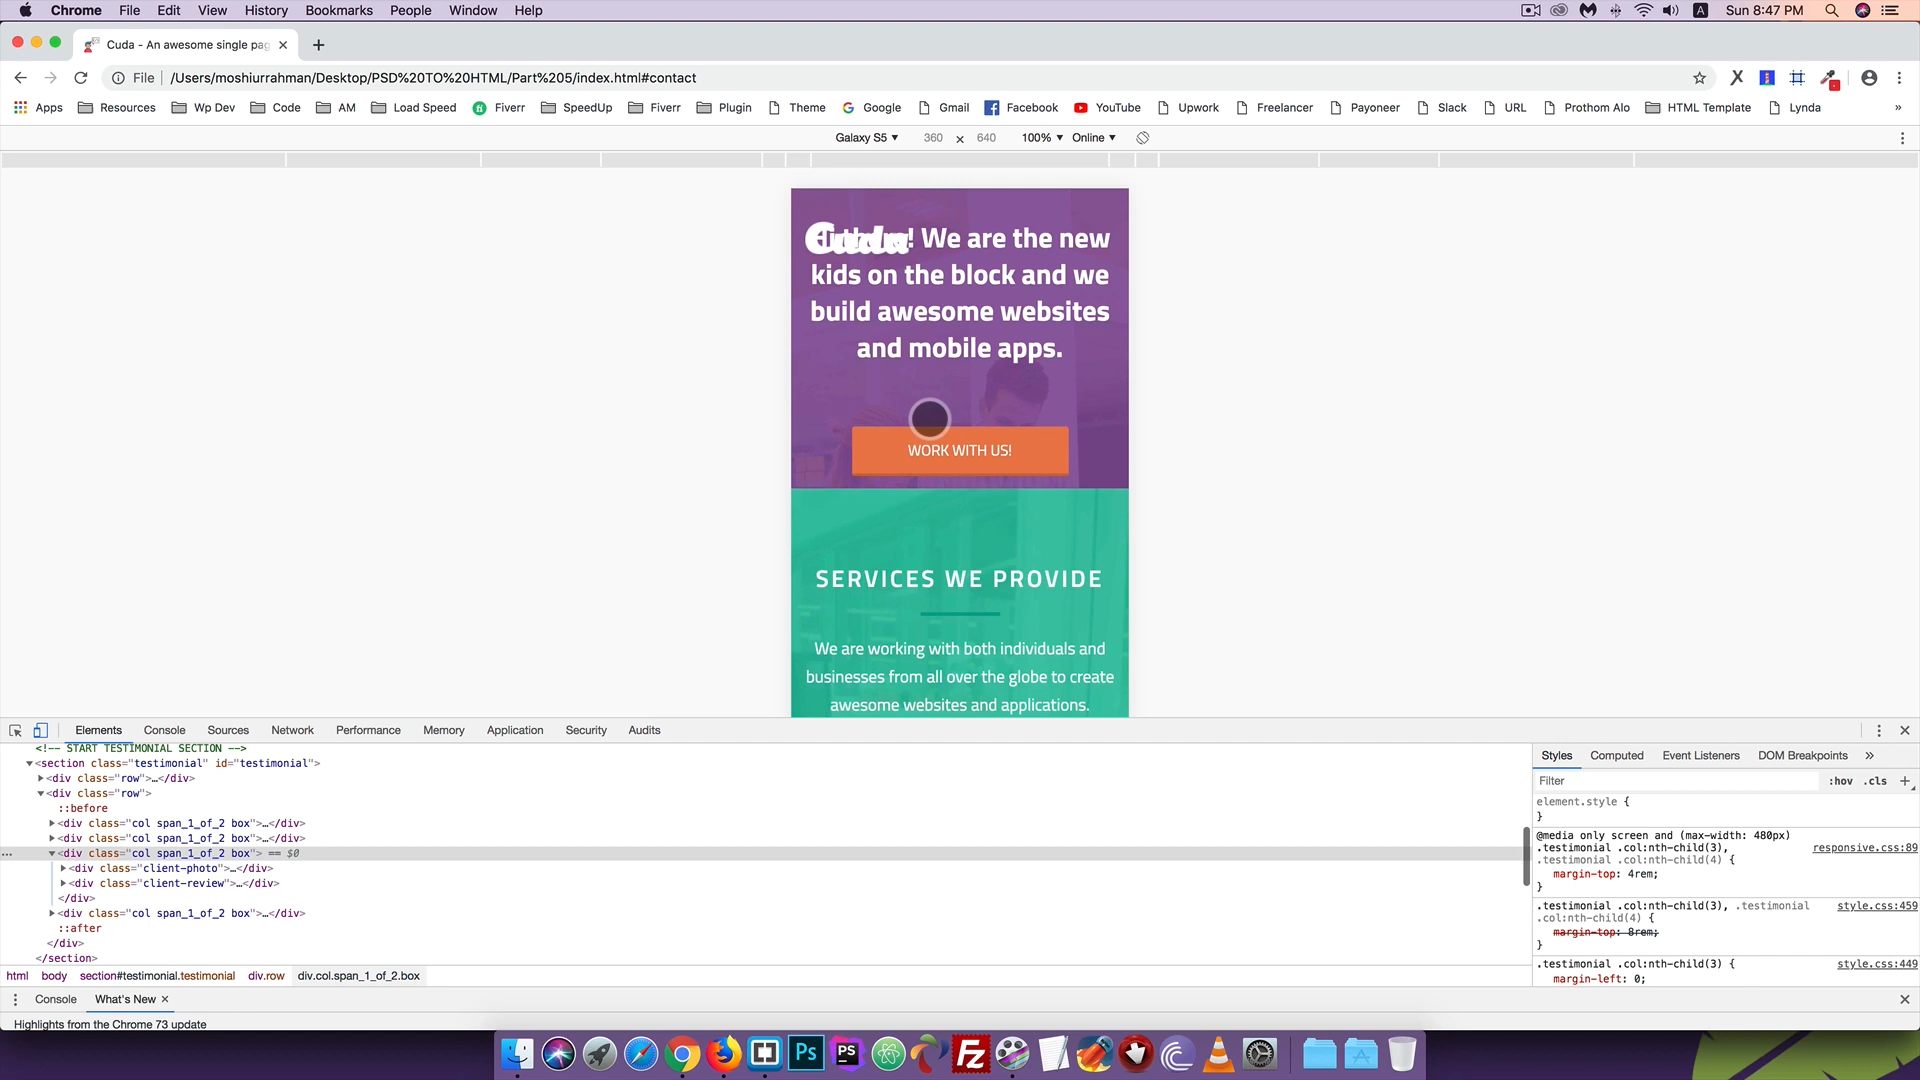 Chrome File Edit View History Bookmarks People Window Help A Sun 8:47 PM
Cuda - An awesome single pag
File /Users/moshiurrahman/Desktop/PSD%20TO%20HTML/Part%205/index.html#contact
Apps Resources Wp Dev Code AM Load Speed Fiverr SpeedUp Fiverr Plugin Theme Google Gmail Facebook YouTube Upwork Freelancer Payoneer Slack URL Prothom Alo HTML Template Lynda »
Galaxy S5 ▼ 360 × 640 100% ▼ Online ▼
Cuda
! We are the new
kids on the block and we
build awesome websites
and mobile apps.
WORK WITH US!
SERVICES WE PROVIDE
We are working with both individuals and
businesses from all over the globe to create
awesome websites and applications.
Elements Console Sources Network Performance Memory Application Security Audits
<!-- START TESTIMONIAL SECTION -->
▼<section class="testimonial" id="testimonial">
▶<div class="row">…</div>
▼<div class="row">
::before
▶<div class="col span_1_of_2 box">…</div>
▶<div class="col span_1_of_2 box">…</div>
▼<div class="col span_1_of_2 box"> == $0
▶<div class="client-photo">…</div>
▶<div class="client-review">…</div>
</div>
▶<div class="col span_1_of_2 box">…</div>
::after
</div>
</section>
html body section#testimonial.testimonial div.row div.col.span_1_of_2.box
Styles Computed Event Listeners DOM Breakpoints »
Filter :hov .cls +
element.style {
}
@media only screen and (max-width: 480px)
.testimonial .col:nth-child(3), responsive.css:89
.testimonial .col:nth-child(4) {
margin-top: 4rem;
}
.testimonial .col:nth-child(3), .testimonial style.css:459
.col:nth-child(4) {
margin-top: 8rem;
}
.testimonial .col:nth-child(3) { style.css:449
margin-left: 0;
Console What's New ×
Highlights from the Chrome 73 update
Ps PS FZ